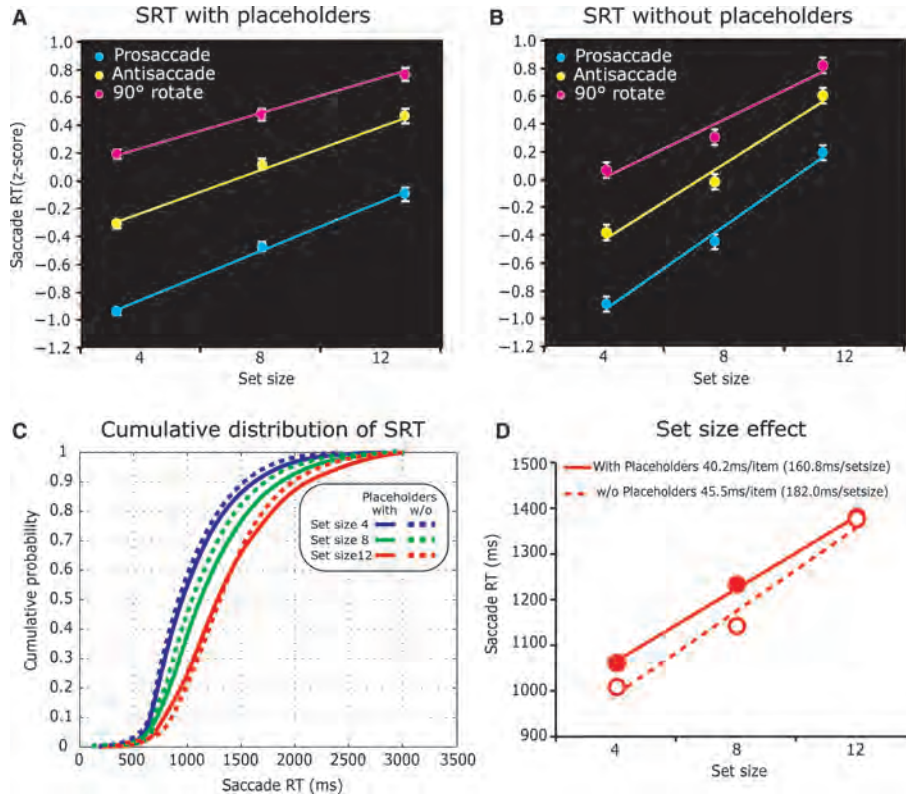 A SRT with placeholders
1.0
0.8
0.6
0.4
0.2
0.0
−0.2
−0.4
−0.6
−0.8
−1.0
−1.2
Saccade RT(z-score)
Prosaccade
Antisaccade
90° rotate
4 8 12
Set size
B SRT without placeholders
1.0
0.8
0.6
0.4
0.2
0.0
−0.2
−0.4
−0.6
−0.8
−1.0
−1.2
Prosaccade
Antisaccade
90° rotate
4 8 12
Set size
C Cumulative distribution of SRT
1
0.9
0.8
0.7
0.6
0.5
0.4
0.3
0.2
0.1
0
Cumulative probability
Placeholders
with w/o
Set size 4
Set size 8
Set size12
0 500 1000 1500 2000 2500 3000 3500
Saccade RT (ms)
D Set size effect
1500
1400
1300
1200
1100
1000
900
Saccade RT (ms)
With Placeholders 40.2ms/item (160.8ms/setsize)
w/o Placeholders 45.5ms/item (182.0ms/setsize)
4 8 12
Set size